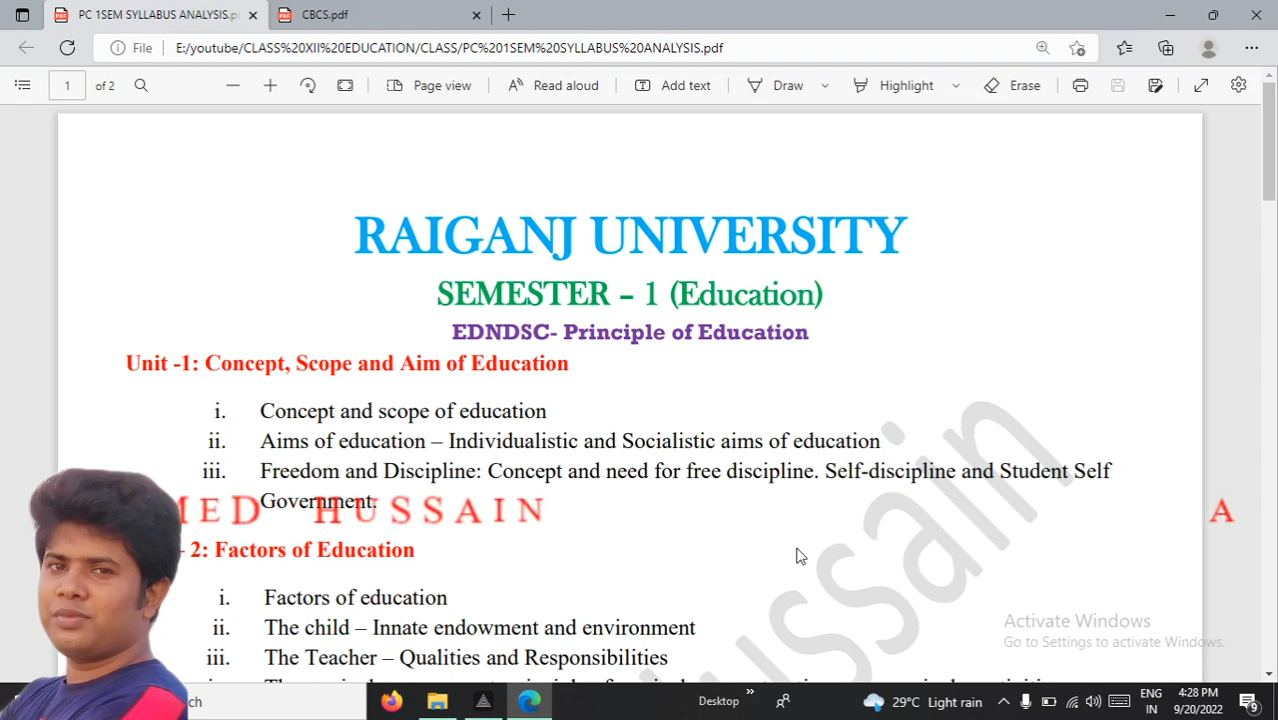 PC 1SEM SYLLABUS ANALYSIS.p
CBCS.pdf
File E:/youtube/CLASS%20XII%20EDUCATION/CLASS/PC%201SEM%20SYLLABUS%20ANALYSIS.pdf
1 of 2 Page view Read aloud Add text Draw Highlight Erase
RAIGANJ UNIVERSITY
SEMESTER – 1 (Education)
EDNDSC- Principle of Education
Unit -1: Concept, Scope and Aim of Education
i. Concept and scope of education
ii. Aims of education – Individualistic and Socialistic aims of education
iii. Freedom and Discipline: Concept and need for free discipline. Self-discipline and Student Self
Government.
MED HUSSAIN A
- 2: Factors of Education
i. Factors of education
ii. The child – Innate endowment and environment
iii. The Teacher – Qualities and Responsibilities
ussain
Activate Windows
Go to Settings to activate Windows.
rch
Desktop
29°C Light rain
ENG
IN
4:28 PM
9/20/2022
9